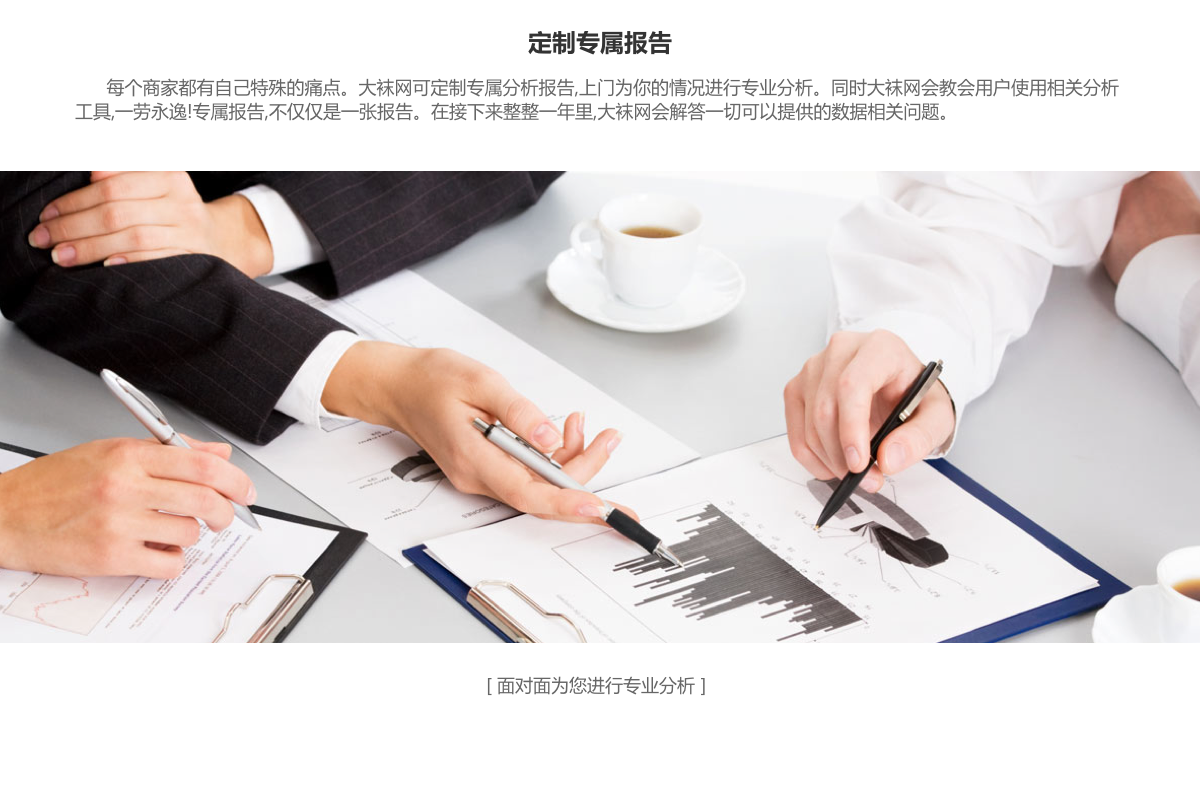 定制专属报告
每个商家都有自己特殊的痛点。大袜网可定制专属分析报告,上门为你的情况进行专业分析。同时大袜网会教会用户使用相关分析
工具,一劳永逸!专属报告,不仅仅是一张报告。在接下来整整一年里,大袜网会解答一切可以提供的数据相关问题。
[ 面对面为您进行专业分析 ]